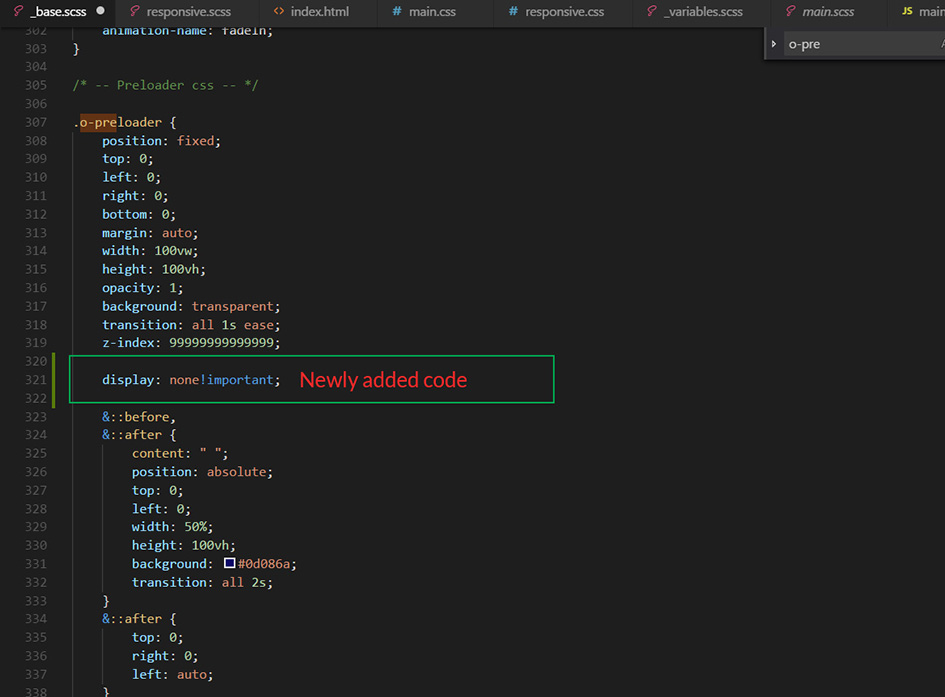 _base.scss responsive.scss index.html main.css responsive.css _variables.scss main.scss JS main
o-pre
302 animation-name: fadeIn;
303 }
304
305 /* -- Preloader css -- */
306
307 .o-preloader {
308 position: fixed;
309 top: 0;
310 left: 0;
311 right: 0;
312 bottom: 0;
313 margin: auto;
314 width: 100vw;
315 height: 100vh;
316 opacity: 1;
317 background: transparent;
318 transition: all 1s ease;
319 z-index: 99999999999999;
320
321 display: none!important; Newly added code
322
323 &::before,
324 &::after {
325 content: " ";
326 position: absolute;
327 top: 0;
328 left: 0;
329 width: 50%;
330 height: 100vh;
331 background: #0d086a;
332 transition: all 2s;
333 }
334 &::after {
335 top: 0;
336 right: 0;
337 left: auto;
338 }